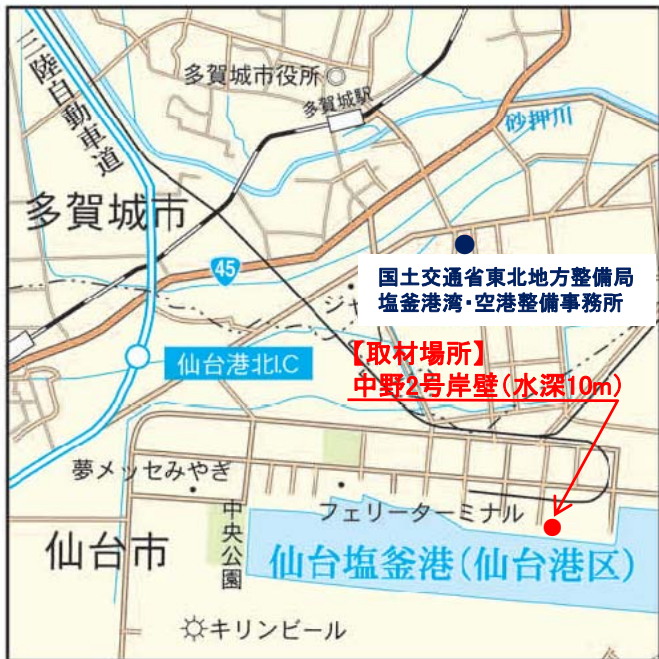 三陸自動車道
多賀城市役所
多賀城駅
砂押川
多賀城市
45
国土交通省東北地方整備局
塩釜港湾・空港整備事務所
ジャ
【取材場所】
仙台港北I.C
中野2号岸壁(水深10m)
夢メッセみやぎ
フェリーターミナル
中央公園
仙台市
仙台塩釜港(仙台港区)
キリンビール